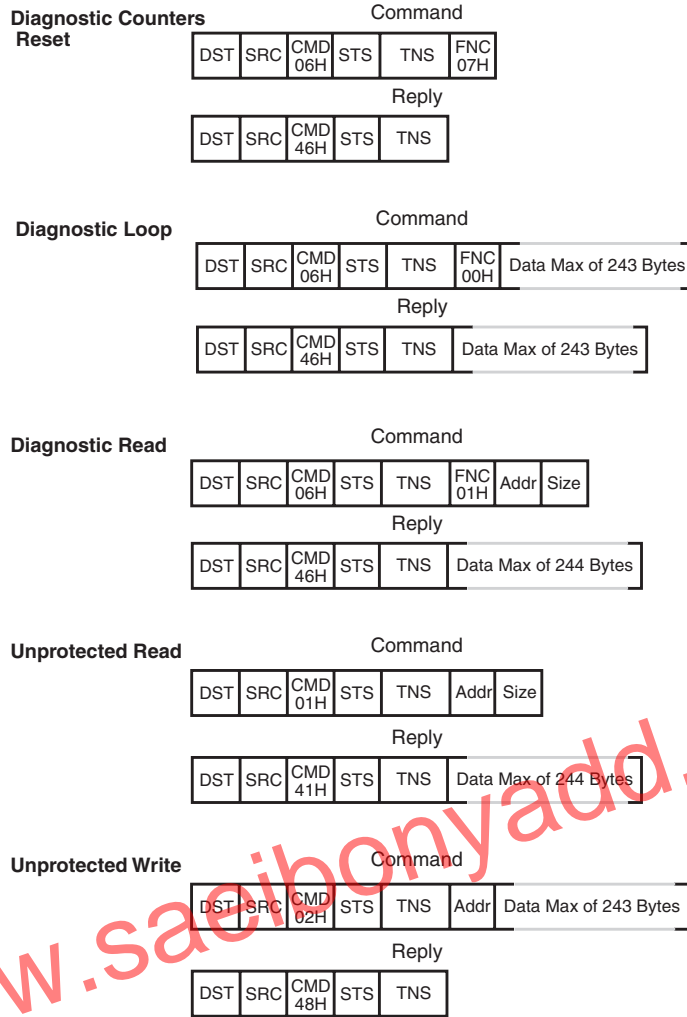 Diagnostic Counters Reset
Command
DST SRC CMD 06H STS TNS FNC 07H
Reply
DST SRC CMD 46H STS TNS
Diagnostic Loop
Command
DST SRC CMD 06H STS TNS FNC 00H Data Max of 243 Bytes
Reply
DST SRC CMD 46H STS TNS Data Max of 243 Bytes
Diagnostic Read
Command
DST SRC CMD 06H STS TNS FNC 01H Addr Size
Reply
DST SRC CMD 46H STS TNS Data Max of 244 Bytes
Unprotected Read
Command
DST SRC CMD 01H STS TNS Addr Size
Reply
DST SRC CMD 41H STS TNS Data Max of 244 Bytes
Unprotected Write
Command
DST SRC CMD 02H STS TNS Addr Data Max of 243 Bytes
Reply
DST SRC CMD 48H STS TNS
w.saeibonyadd.